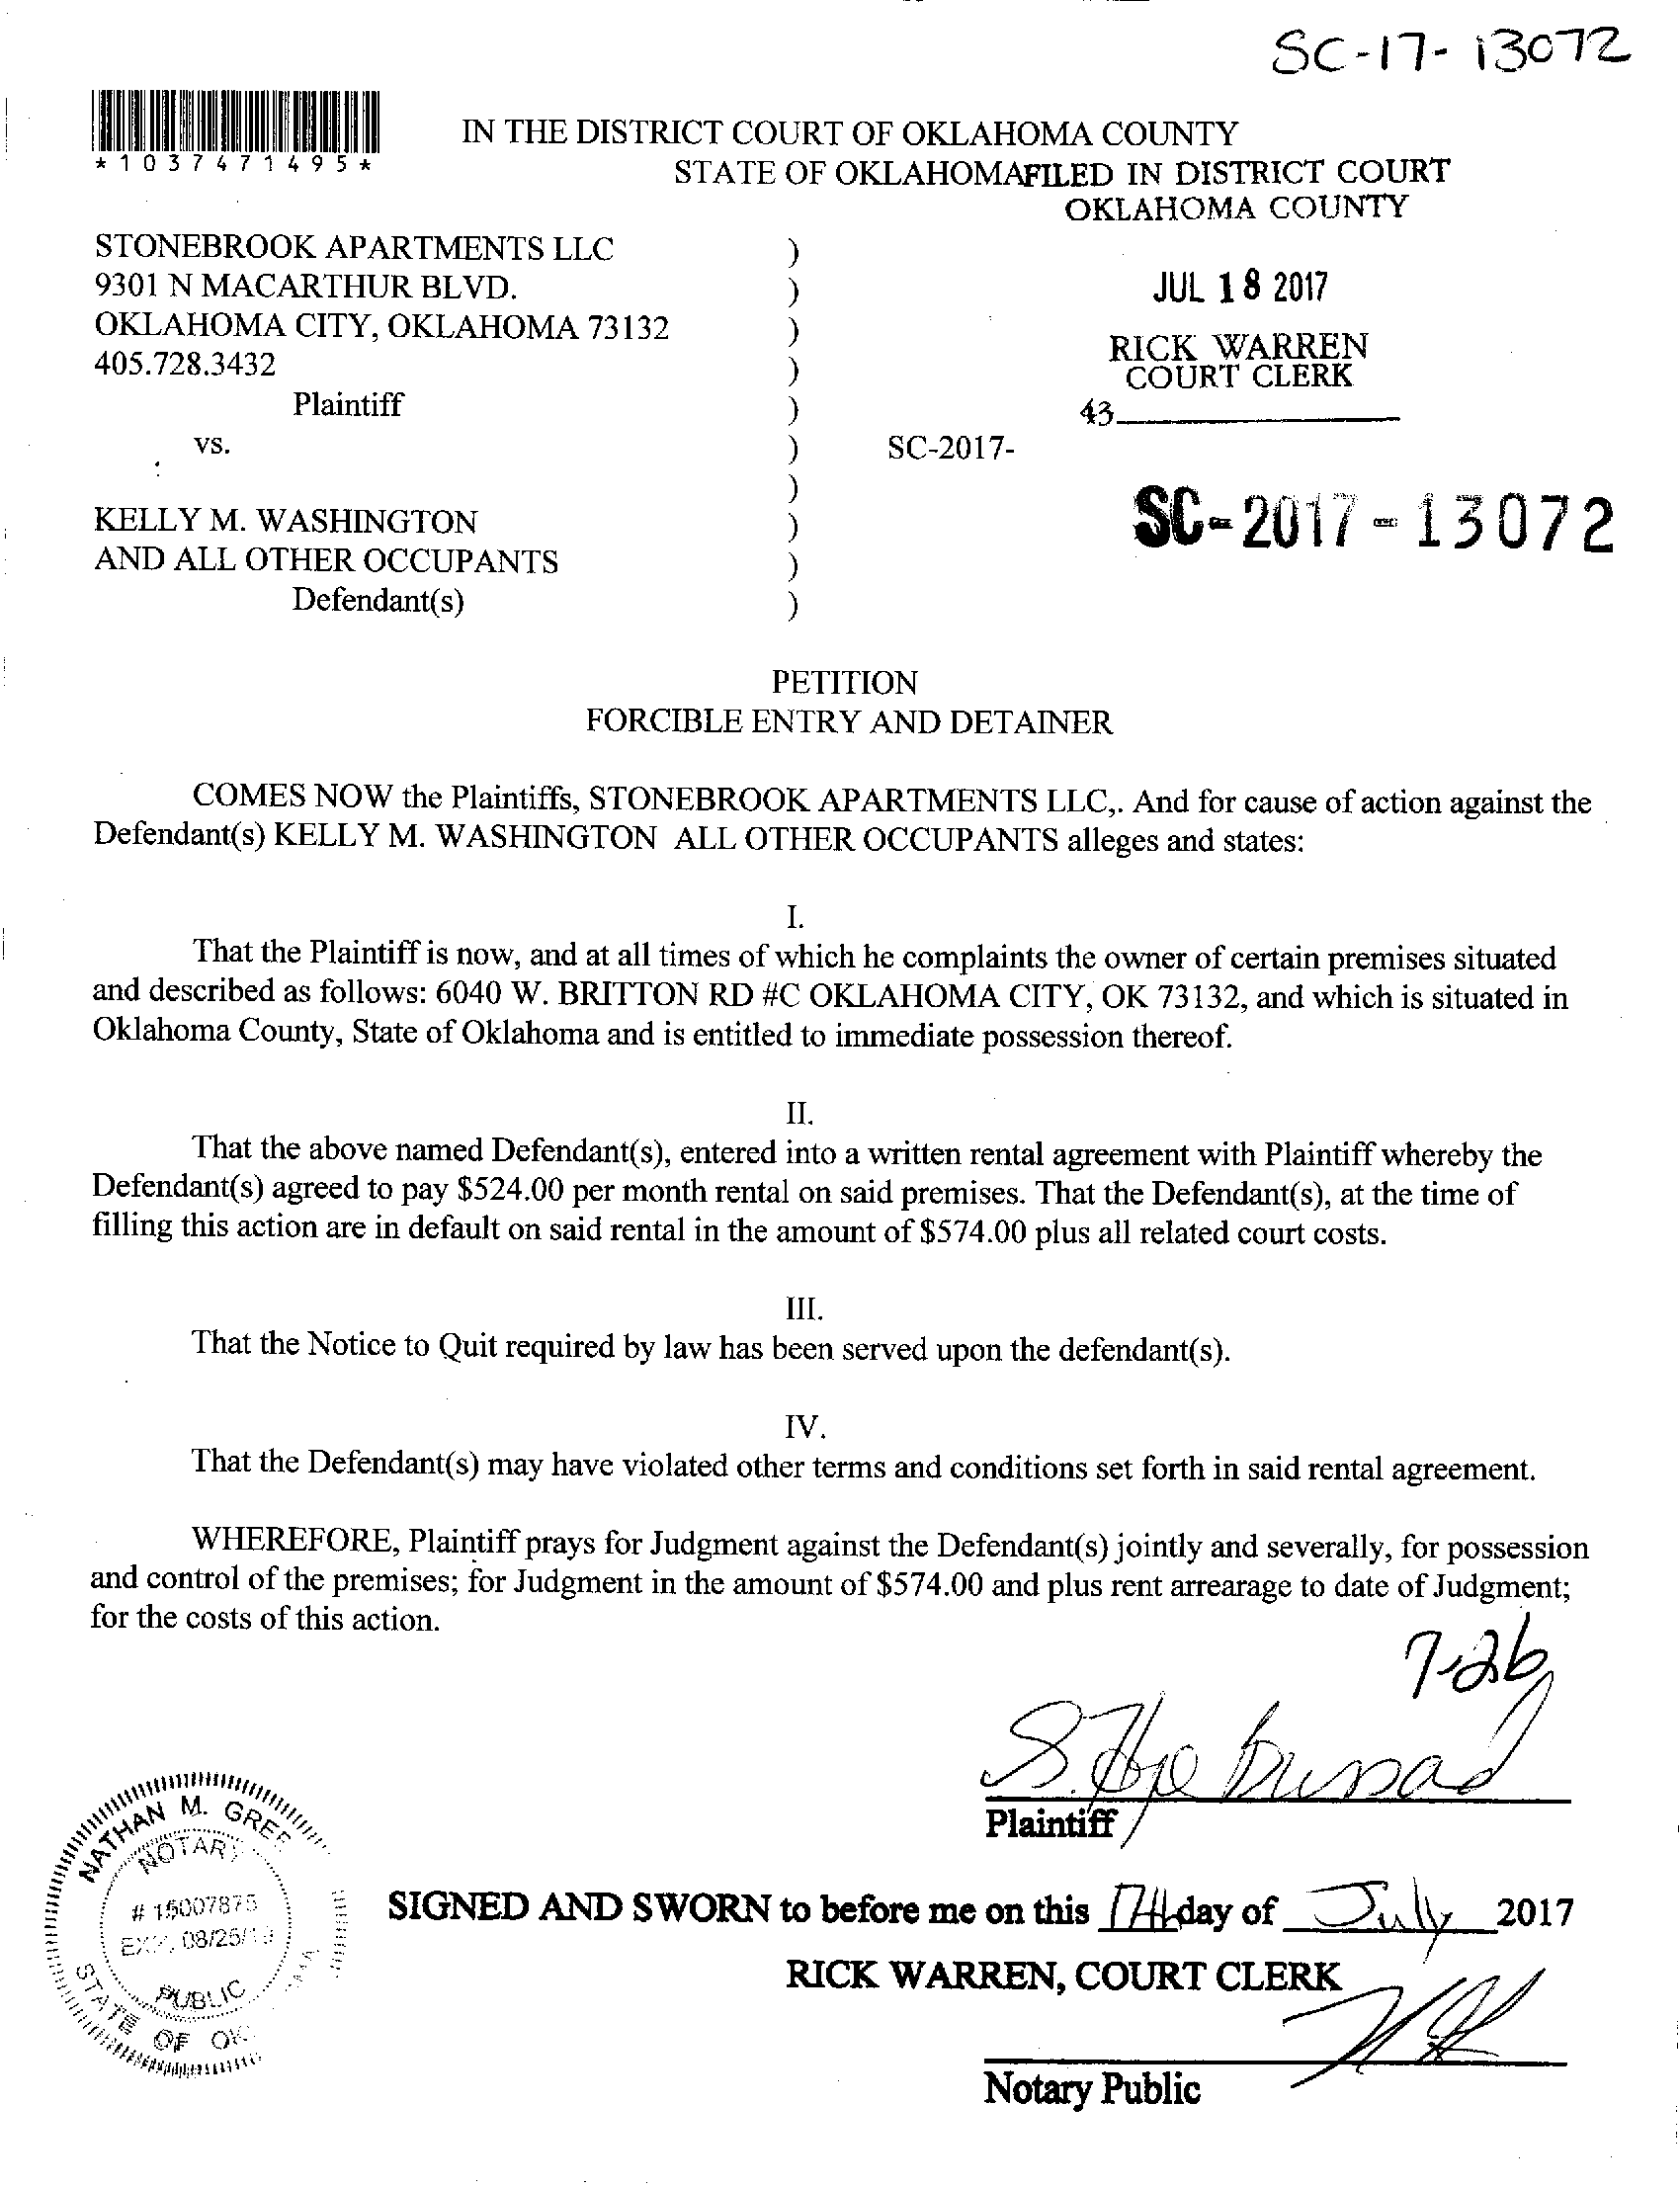 SC-17-13072
*1037471495*
IN THE DISTRICT COURT OF OKLAHOMA COUNTY
STATE OF OKLAHOMA
FILED IN DISTRICT COURT
OKLAHOMA COUNTY
JUL 18 2017
RICK WARREN
COURT CLERK
43
STONEBROOK APARTMENTS LLC )
9301 N MACARTHUR BLVD. )
OKLAHOMA CITY, OKLAHOMA 73132 )
405.728.3432 )
Plaintiff )
vs. ) SC-2017-
)
SC-2017-13072
KELLY M. WASHINGTON )
AND ALL OTHER OCCUPANTS )
Defendant(s) )
PETITION
FORCIBLE ENTRY AND DETAINER
COMES NOW the Plaintiffs, STONEBROOK APARTMENTS LLC,. And for cause of action against the
Defendant(s) KELLY M. WASHINGTON ALL OTHER OCCUPANTS alleges and states:
I.
That the Plaintiff is now, and at all times of which he complaints the owner of certain premises situated
and described as follows: 6040 W. BRITTON RD #C OKLAHOMA CITY, OK 73132, and which is situated in
Oklahoma County, State of Oklahoma and is entitled to immediate possession thereof.
II.
That the above named Defendant(s), entered into a written rental agreement with Plaintiff whereby the
Defendant(s) agreed to pay $524.00 per month rental on said premises. That the Defendant(s), at the time of
filling this action are in default on said rental in the amount of $574.00 plus all related court costs.
III.
That the Notice to Quit required by law has been served upon the defendant(s).
IV.
That the Defendant(s) may have violated other terms and conditions set forth in said rental agreement.
WHEREFORE, Plaintiff prays for Judgment against the Defendant(s) jointly and severally, for possession
and control of the premises; for Judgment in the amount of $574.00 and plus rent arrearage to date of Judgment;
for the costs of this action.
7-26
Plaintiff
NATHAN M.
NOTARY
# 15007875
PUBLIC
STATE OF
SIGNED AND SWORN to before me on this 17th day of July 2017
RICK WARREN, COURT CLERK
Notary Public